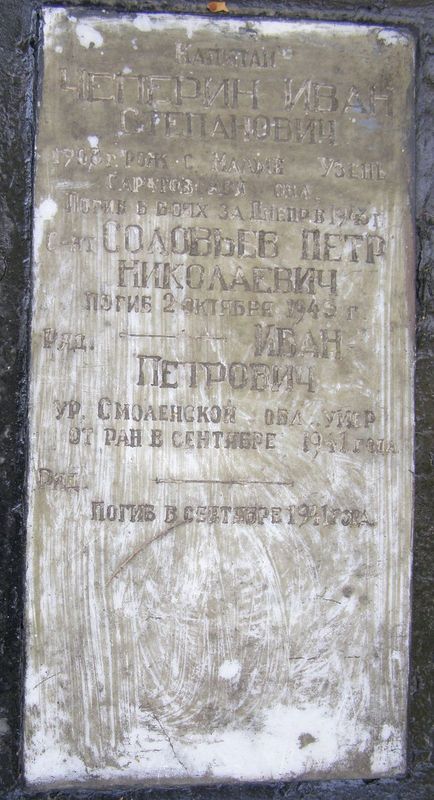 Капитан
ЧЕПЕРИН ИВАН
СТЕПАНОВИЧ
1903 г. рож. с. Малые Узень
Саратовской обл.
Погиб в боях за Днепр в 1943 г.
С-нт СОЛОВЬЕВ ПЕТР
НИКОЛАЕВИЧ
погиб 2 октября 1943 г.
Ряд. ——— ИВАН
ПЕТРОВИЧ
ур. Смоленской обл. умер
от ран в сентябре 1941 года
Ряд. ———
Погиб в сентябре 1941 года